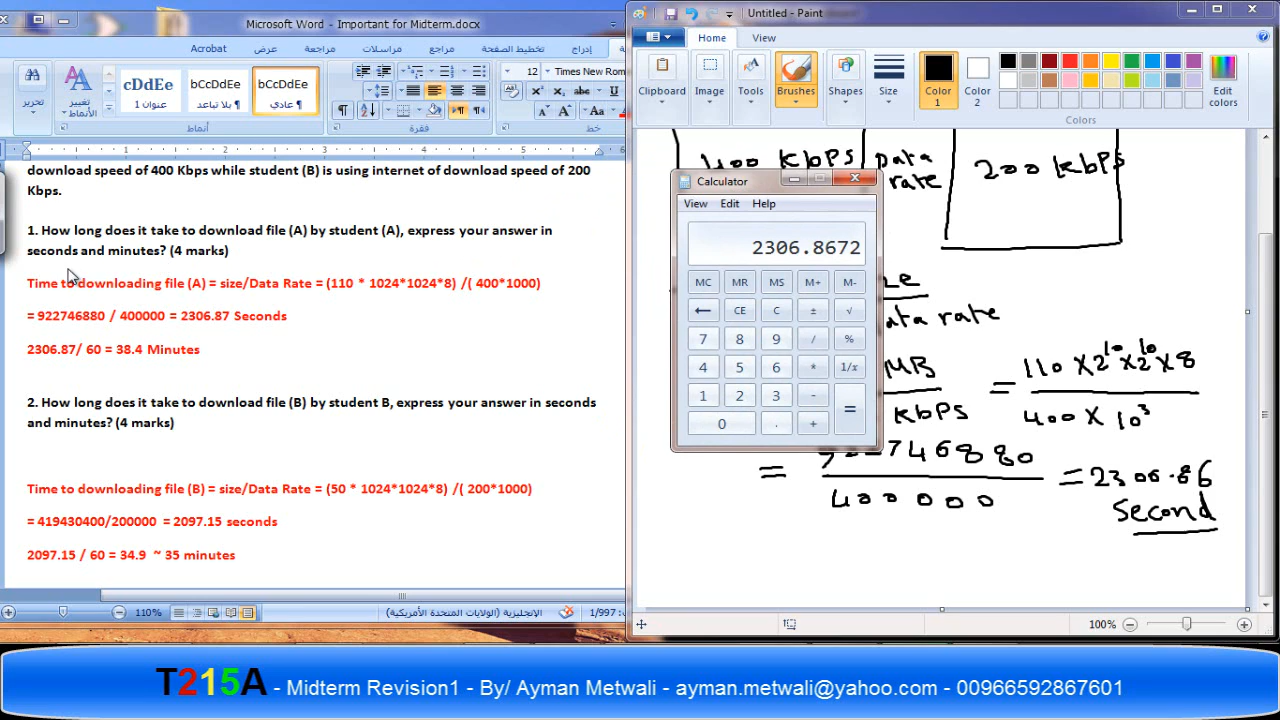 Microsoft Word - Important for Midterm.docx
Acrobat
عرض
مراجعة
مراسلات
مراجع
تخطيط الصفحة
إدراج
تحرير
تغيير الأنماط
cDdEe
عنوان 1
bCcDdEe
¶ بلا تباعد
bCcDdEe
¶ عادي
12
Times New Rom
أنماط
فقرة
خط
download speed of 400 Kbps while student (B) is using internet of download speed of 200
Kbps.
1. How long does it take to download file (A) by student (A), express your answer in
seconds and minutes? (4 marks)
Time to downloading file (A) = size/Data Rate = (110 * 1024*1024*8) /( 400*1000)
= 922746880 / 400000 = 2306.87 Seconds
2306.87/ 60 = 38.4 Minutes
2. How long does it take to download file (B) by student B, express your answer in seconds
and minutes? (4 marks)
Time to downloading file (B) = size/Data Rate = (50 * 1024*1024*8) /( 200*1000)
= 419430400/200000 = 2097.15 seconds
2097.15 / 60 = 34.9 ~ 35 minutes
110%
الإنجليزية (الولايات المتحدة الأمريكية)
1/997
Untitled - Paint
Home
View
Clipboard
Image
Tools
Brushes
Shapes
Size
Color 1
Color 2
Edit colors
Colors
400 kbps
data
rate
200 kbps
Calculator
View
Edit
Help
2306.8672
MC MR MS M+ M-
← CE C ± √
7 8 9 / %
4 5 6 * 1/x
1 2 3 - =
0 . +
ata rate
MB
= 110 x 2¹⁰ x 2¹⁰ x 8
kbps
400 x 10³
= 746880
400 000
= 2306.86
second
100%
T215A - Midterm Revision1 - By/ Ayman Metwali - ayman.metwali@yahoo.com - 00966592867601